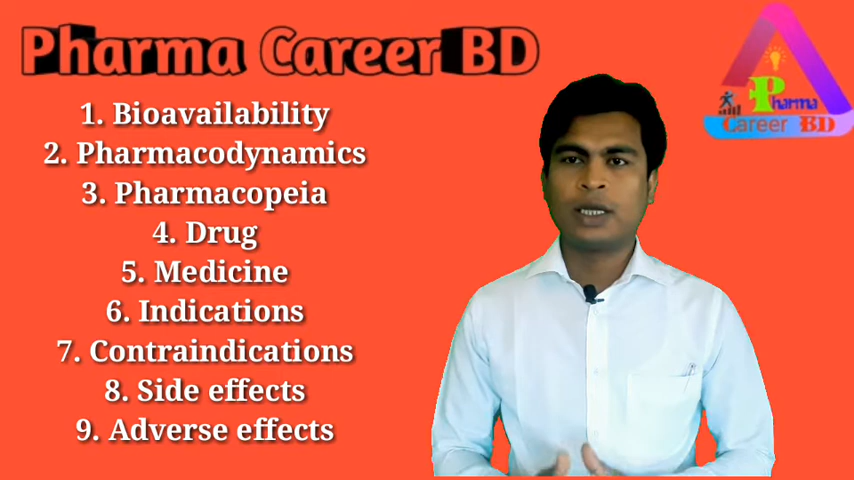 Pharma Career BD
1. Bioavailability
2. Pharmacodynamics
3. Pharmacopeia
4. Drug
5. Medicine
6. Indications
7. Contraindications
8. Side effects
9. Adverse effects
Pharma
Career BD